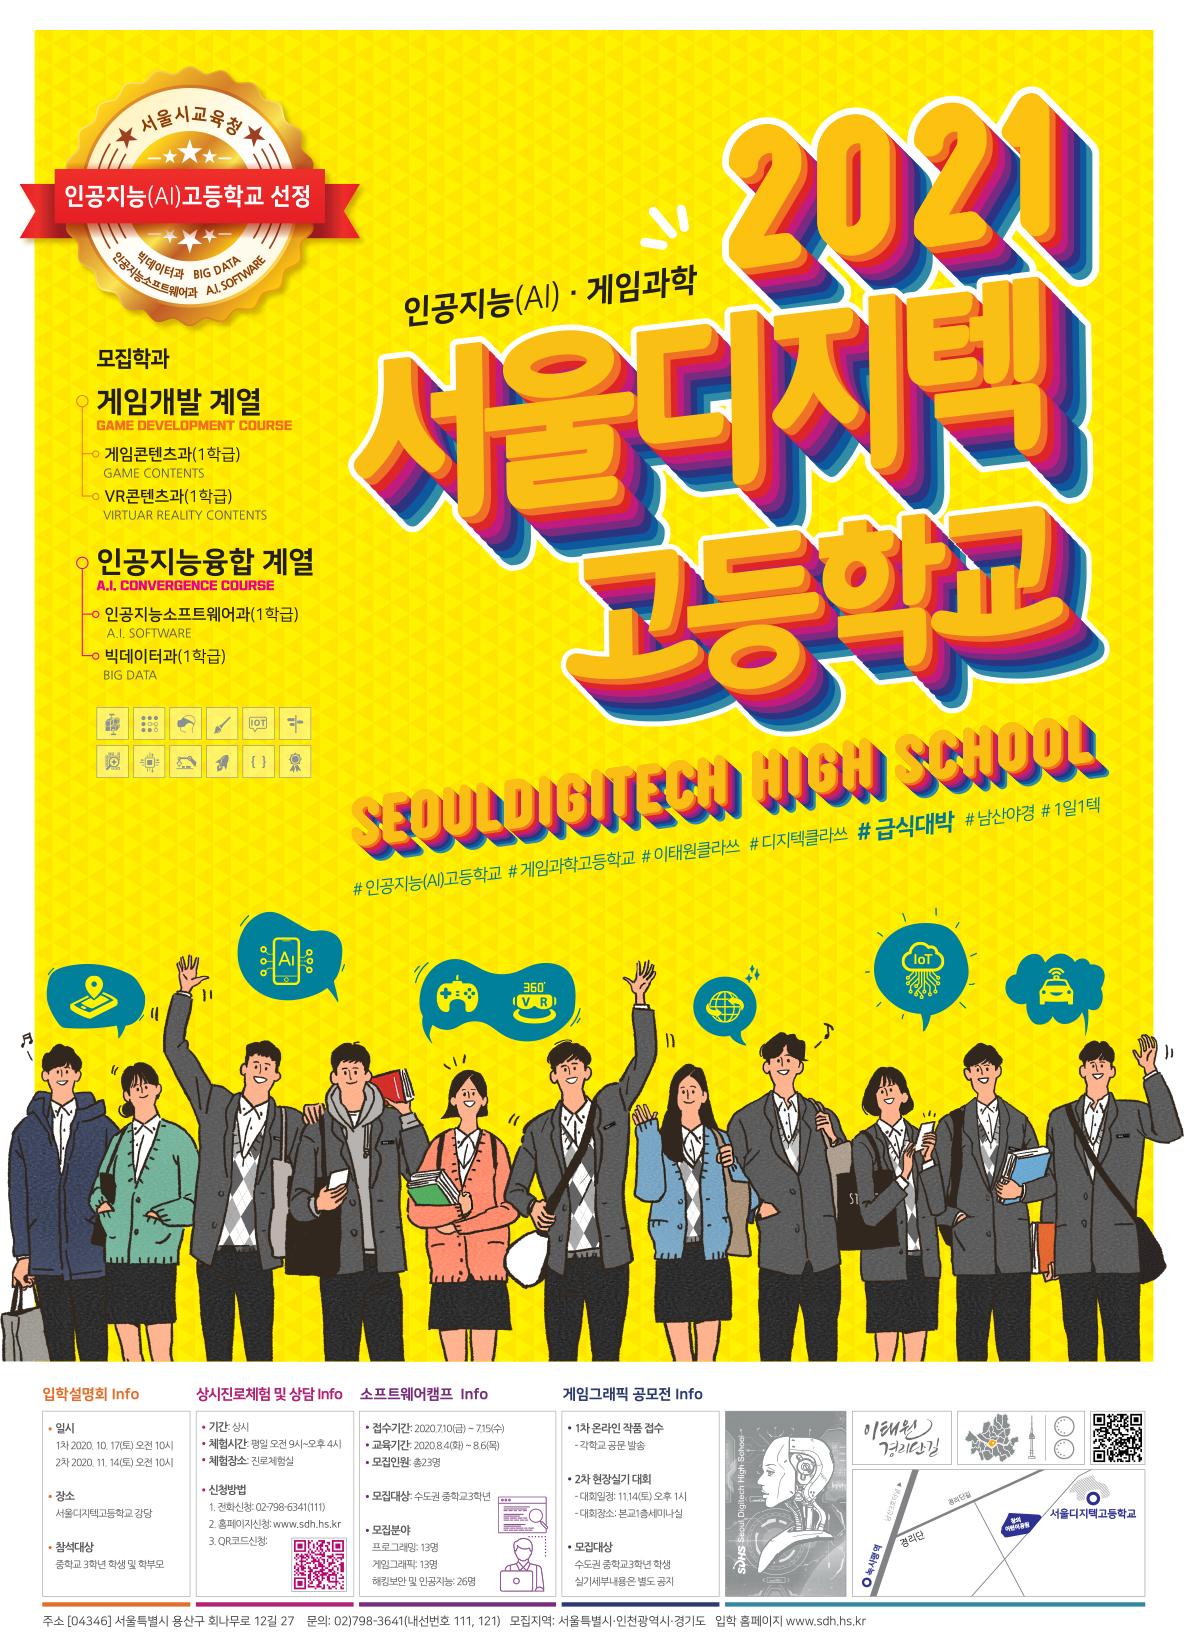 서울시교육청
인공지능(AI)고등학교 선정
빅데이터과 BIG DATA
인공지능소프트웨어과 A.I. SOFTWARE
2021
인공지능(AI) · 게임과학
서울디지텍
고등학교
SEOULDIGITECH HIGH SCHOOL
# 인공지능(AI)고등학교 # 게임과학고등학교 # 이태원클라쓰 # 디지텍클라쓰 # 급식대박 # 남산야경 # 1일1텍
모집학과
게임개발 계열
GAME DEVELOPMENT COURSE
게임콘텐츠과(1학급)
GAME CONTENTS
VR콘텐츠과(1학급)
VIRTUAR REALITY CONTENTS
인공지능융합 계열
A.I. CONVERGENCE COURSE
인공지능소프트웨어과(1학급)
A.I. SOFTWARE
빅데이터과(1학급)
BIG DATA
IOT
{ }
AI
360°
VR
IoT
ST
입학설명회 Info
• 일시
1차 2020. 10. 17(토) 오전 10시
2차 2020. 11. 14(토) 오전 10시
• 장소
서울디지텍고등학교 강당
• 참석대상
중학교 3학년 학생 및 학부모
상시진로체험 및 상담 Info
• 기간: 상시
• 체험시간: 평일 오전 9시~오후 4시
• 체험장소: 진로체험실
• 신청방법
1. 전화신청: 02-798-6341(111)
2. 홈페이지신청: www.sdh.hs.kr
3. QR코드신청:
소프트웨어캠프 Info
• 접수기간: 2020.7.10(금) ~ 7.15(수)
• 교육기간: 2020.8.4(화) ~ 8.6(목)
• 모집인원: 총23명
• 모집대상: 수도권 중학교3학년
• 모집분야
프로그래밍: 13명
게임그래픽: 13명
해킹보안 및 인공지능: 26명
게임그래픽 공모전 Info
• 1차 온라인 작품 접수
- 각학교 공문 발송
• 2차 현장실기 대회
- 대회일정: 11.14(토) 오후 1시
- 대회장소: 본교1층세미나실
• 모집대상
수도권 중학교3학년 학생
실기세부내용은 별도 공지
SDHS Seoul Digitech High School
이태원
경리단길
남산3호터널
경리단길
경리단
녹사평역
창의
어린이공원
서울디지텍고등학교
주소 [04346] 서울특별시 용산구 회나무로 12길 27 문의: 02)798-3641(내선번호 111, 121) 모집지역: 서울특별시·인천광역시·경기도 입학 홈페이지 www.sdh.hs.kr